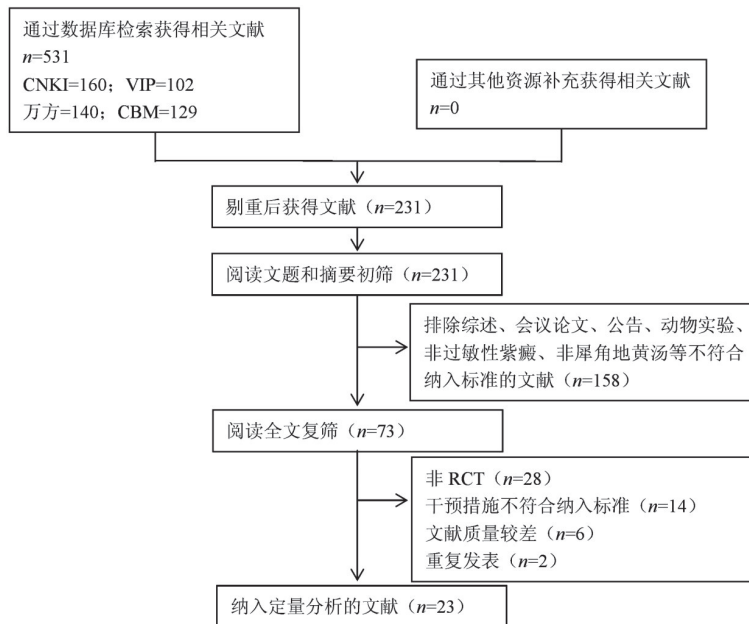 通过数据库检索获得相关文献
n=531
CNKI=160；VIP=102
万方=140；CBM=129
通过其他资源补充获得相关文献
n=0
剔重后获得文献（n=231）
阅读文题和摘要初筛（n=231）
排除综述、会议论文、公告、动物实验、
非过敏性紫癜、非犀角地黄汤等不符合
纳入标准的文献（n=158）
阅读全文复筛（n=73）
非 RCT（n=28）
干预措施不符合纳入标准（n=14）
文献质量较差（n=6）
重复发表（n=2）
纳入定量分析的文献（n=23）